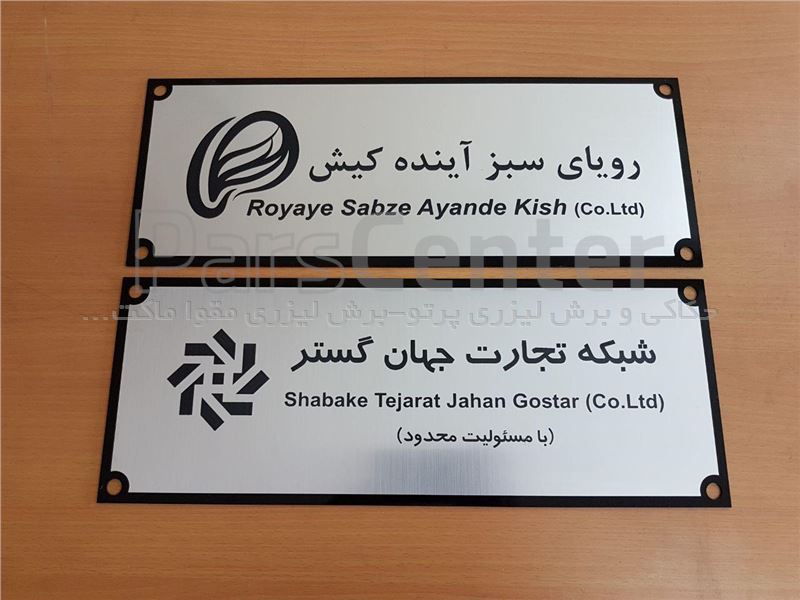 رویای سبز آینده کیش
Royaye Sabze Ayande Kish (Co.Ltd)
ParsCenter
حکاکی و برش لیزری پرتو-برش لیزری مقوا ماکت...
شبکه تجارت جهان گستر
Shabake Tejarat Jahan Gostar (Co.Ltd)
(با مسئولیت محدود)